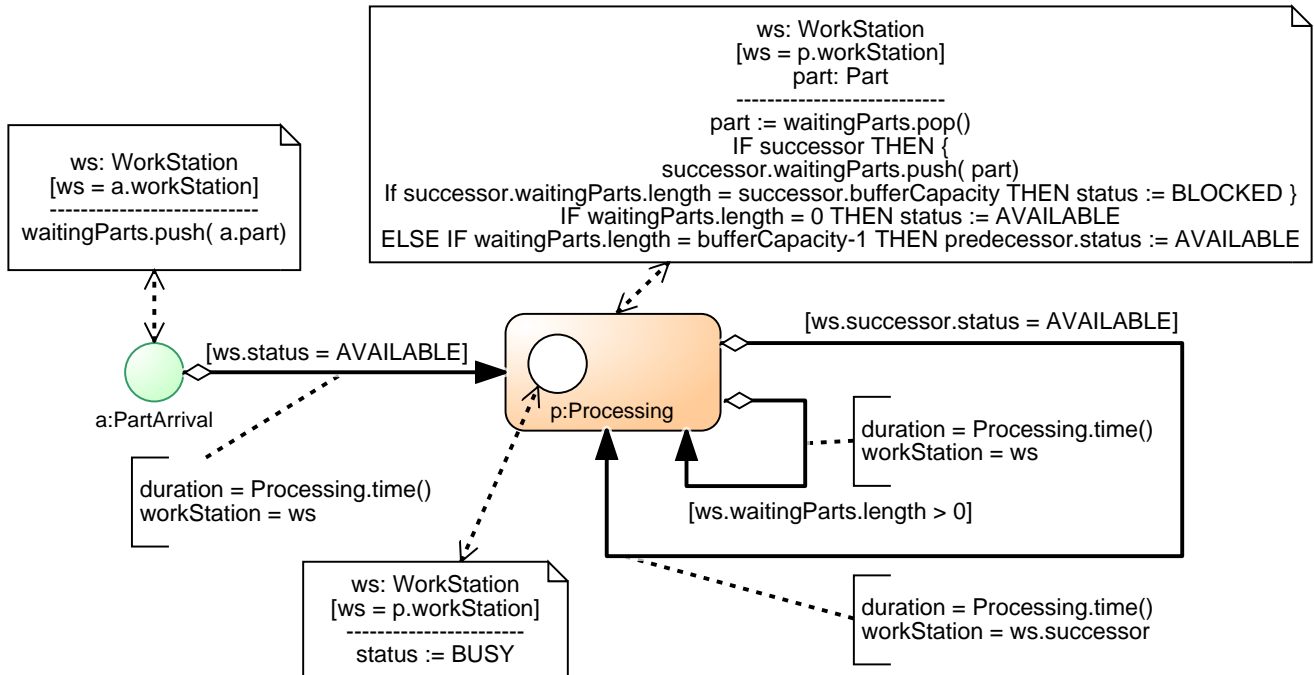 ws: WorkStation
[ws = p.workStation]
part: Part
---------------------------
part := waitingParts.pop()
IF successor THEN {
successor.waitingParts.push( part)
If successor.waitingParts.length = successor.bufferCapacity THEN status := BLOCKED }
IF waitingParts.length = 0 THEN status := AVAILABLE
ELSE IF waitingParts.length = bufferCapacity-1 THEN predecessor.status := AVAILABLE
ws: WorkStation
[ws = a.workStation]
---------------------------
waitingParts.push( a.part)
[ws.status = AVAILABLE]
[ws.successor.status = AVAILABLE]
a:PartArrival
p:Processing
duration = Processing.time()
workStation = ws
duration = Processing.time()
workStation = ws
[ws.waitingParts.length > 0]
ws: WorkStation
[ws = p.workStation]
-----------------------
status := BUSY
duration = Processing.time()
workStation = ws.successor